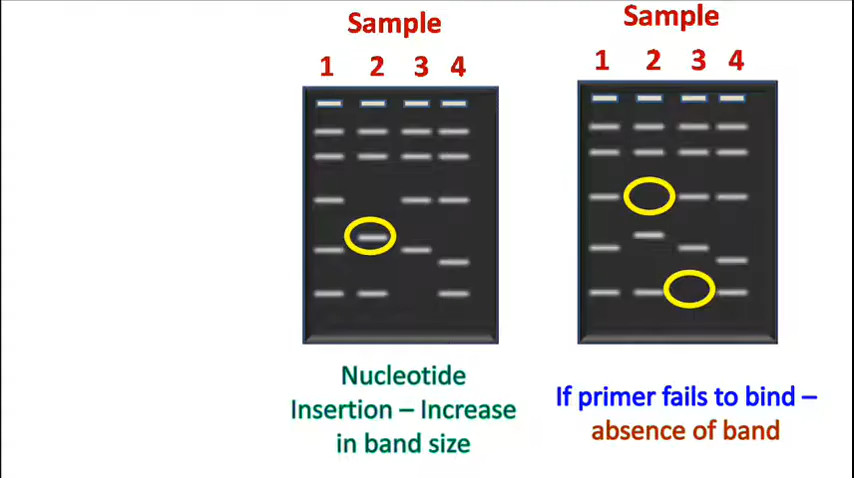 Sample
1 2 3 4
Nucleotide
Insertion – Increase
in band size
Sample
1 2 3 4
If primer fails to bind –
absence of band